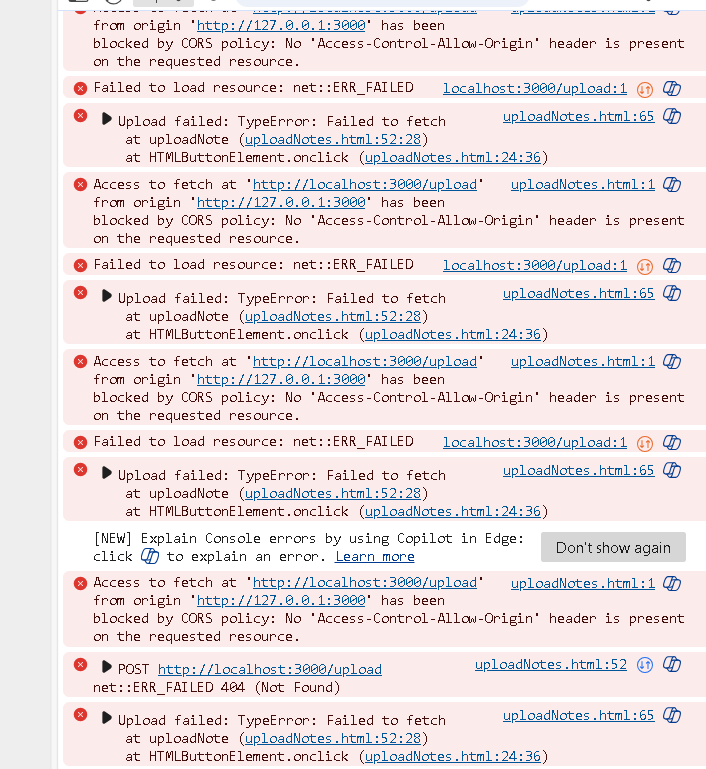 from origin 'http://127.0.0.1:3000' has been
blocked by CORS policy: No 'Access-Control-Allow-Origin' header is present
on the requested resource.
Failed to load resource: net::ERR_FAILED localhost:3000/upload:1
Upload failed: TypeError: Failed to fetch uploadNotes.html:65
at uploadNote (uploadNotes.html:52:28)
at HTMLButtonElement.onclick (uploadNotes.html:24:36)
Access to fetch at 'http://localhost:3000/upload' uploadNotes.html:1
from origin 'http://127.0.0.1:3000' has been
blocked by CORS policy: No 'Access-Control-Allow-Origin' header is present
on the requested resource.
Failed to load resource: net::ERR_FAILED localhost:3000/upload:1
Upload failed: TypeError: Failed to fetch uploadNotes.html:65
at uploadNote (uploadNotes.html:52:28)
at HTMLButtonElement.onclick (uploadNotes.html:24:36)
Access to fetch at 'http://localhost:3000/upload' uploadNotes.html:1
from origin 'http://127.0.0.1:3000' has been
blocked by CORS policy: No 'Access-Control-Allow-Origin' header is present
on the requested resource.
Failed to load resource: net::ERR_FAILED localhost:3000/upload:1
Upload failed: TypeError: Failed to fetch uploadNotes.html:65
at uploadNote (uploadNotes.html:52:28)
at HTMLButtonElement.onclick (uploadNotes.html:24:36)
[NEW] Explain Console errors by using Copilot in Edge: Don't show again
click to explain an error. Learn more
Access to fetch at 'http://localhost:3000/upload' uploadNotes.html:1
from origin 'http://127.0.0.1:3000' has been
blocked by CORS policy: No 'Access-Control-Allow-Origin' header is present
on the requested resource.
POST http://localhost:3000/upload uploadNotes.html:52
net::ERR_FAILED 404 (Not Found)
Upload failed: TypeError: Failed to fetch uploadNotes.html:65
at uploadNote (uploadNotes.html:52:28)
at HTMLButtonElement.onclick (uploadNotes.html:24:36)